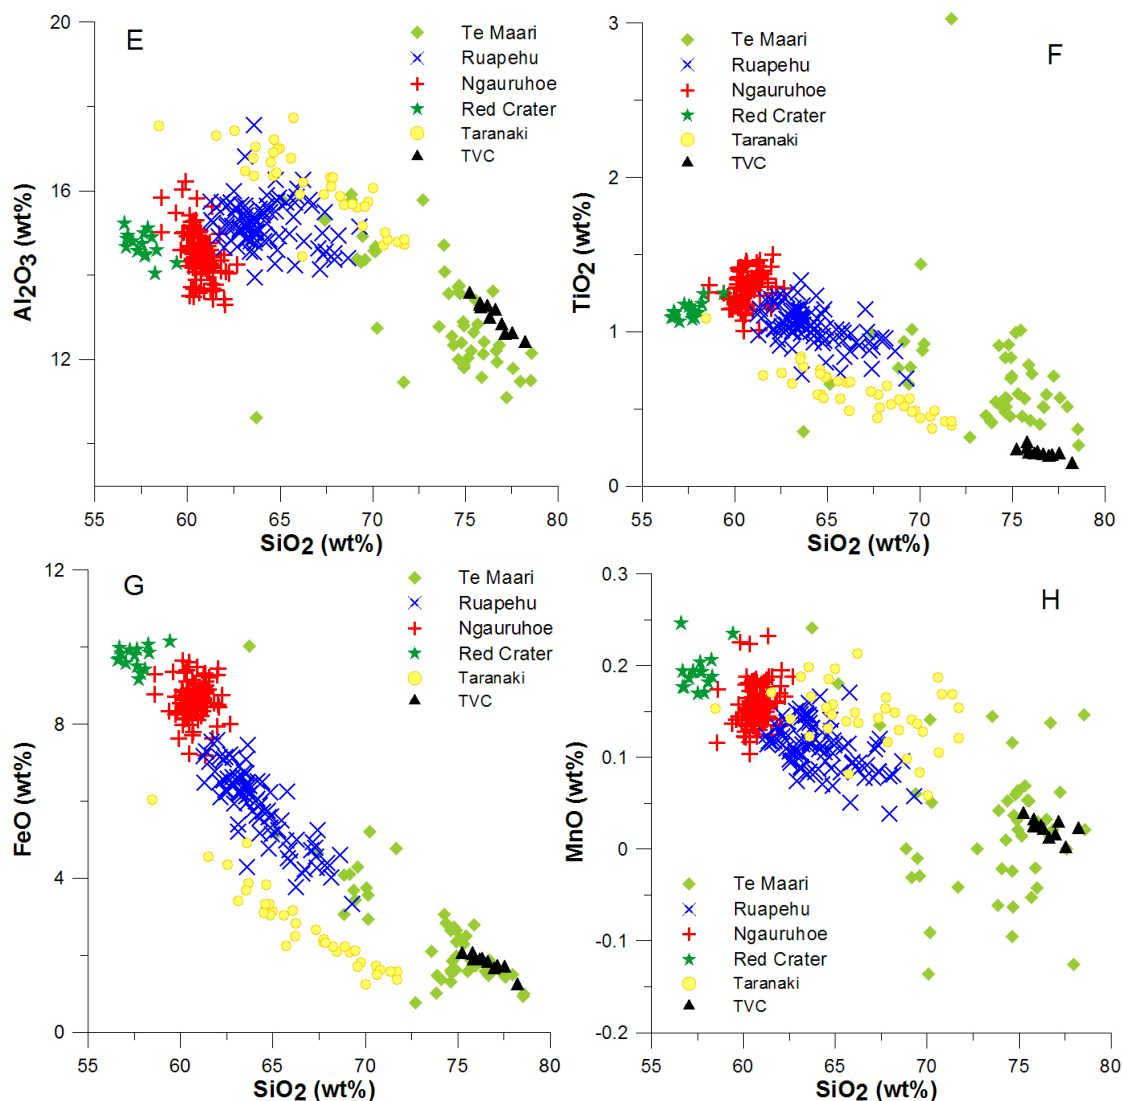 E
20
16
12
Al2O3 (wt%)
55 60 65 70 75 80
SiO2 (wt%)
Te Maari
Ruapehu
Ngauruhoe
Red Crater
Taranaki
TVC
F
3
2
1
0
TiO2 (wt%)
55 60 65 70 75 80
SiO2 (wt%)
Te Maari
Ruapehu
Ngauruhoe
Red Crater
Taranaki
TVC
G
12
8
4
0
FeO (wt%)
55 60 65 70 75 80
SiO2 (wt%)
Te Maari
Ruapehu
Ngauruhoe
Red Crater
Taranaki
TVC
H
0.3
0.2
0.1
0
-0.1
-0.2
MnO (wt%)
55 60 65 70 75 80
SiO2 (wt%)
Te Maari
Ruapehu
Ngauruhoe
Red Crater
Taranaki
TVC